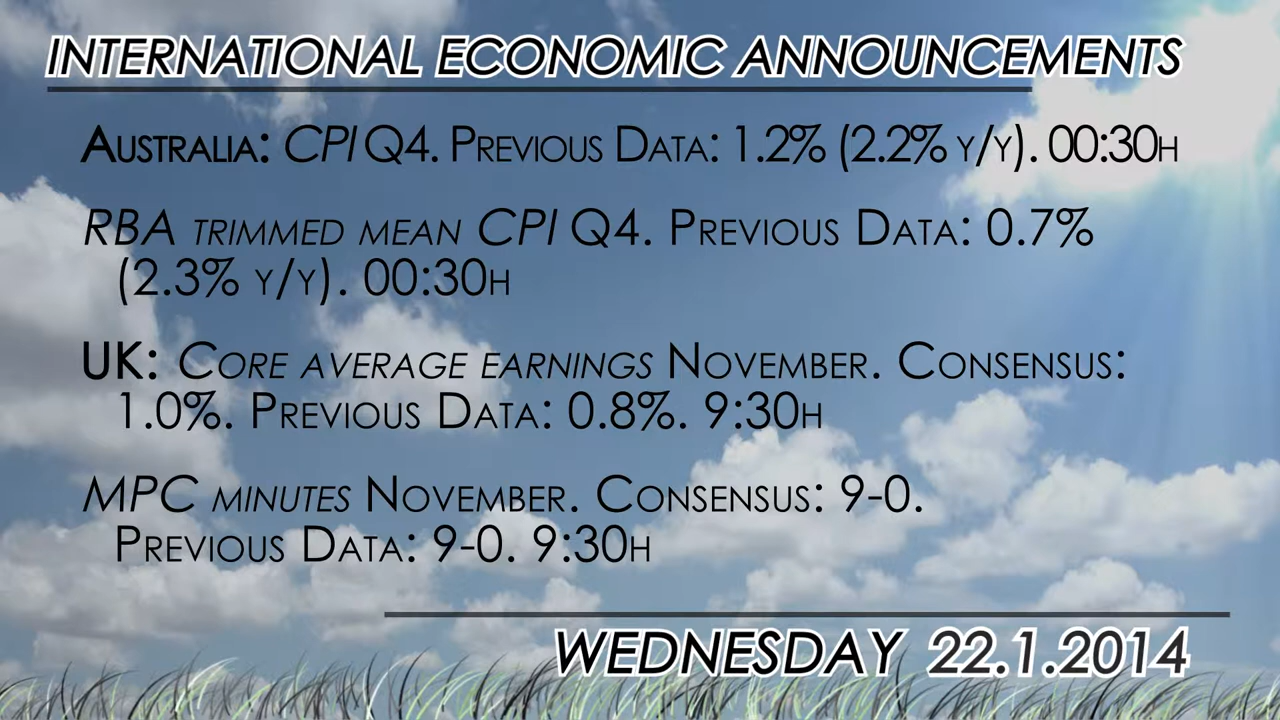 INTERNATIONAL ECONOMIC ANNOUNCEMENTS
AUSTRALIA: CPI Q4. PREVIOUS DATA: 1.2% (2.2% Y/Y). 00:30H
RBA TRIMMED MEAN CPI Q4. PREVIOUS DATA: 0.7%
(2.3% Y/Y). 00:30H
UK: CORE AVERAGE EARNINGS NOVEMBER. CONSENSUS:
1.0%. PREVIOUS DATA: 0.8%. 9:30H
MPC MINUTES NOVEMBER. CONSENSUS: 9-0.
PREVIOUS DATA: 9-0. 9:30H
WEDNESDAY 22.1.2014